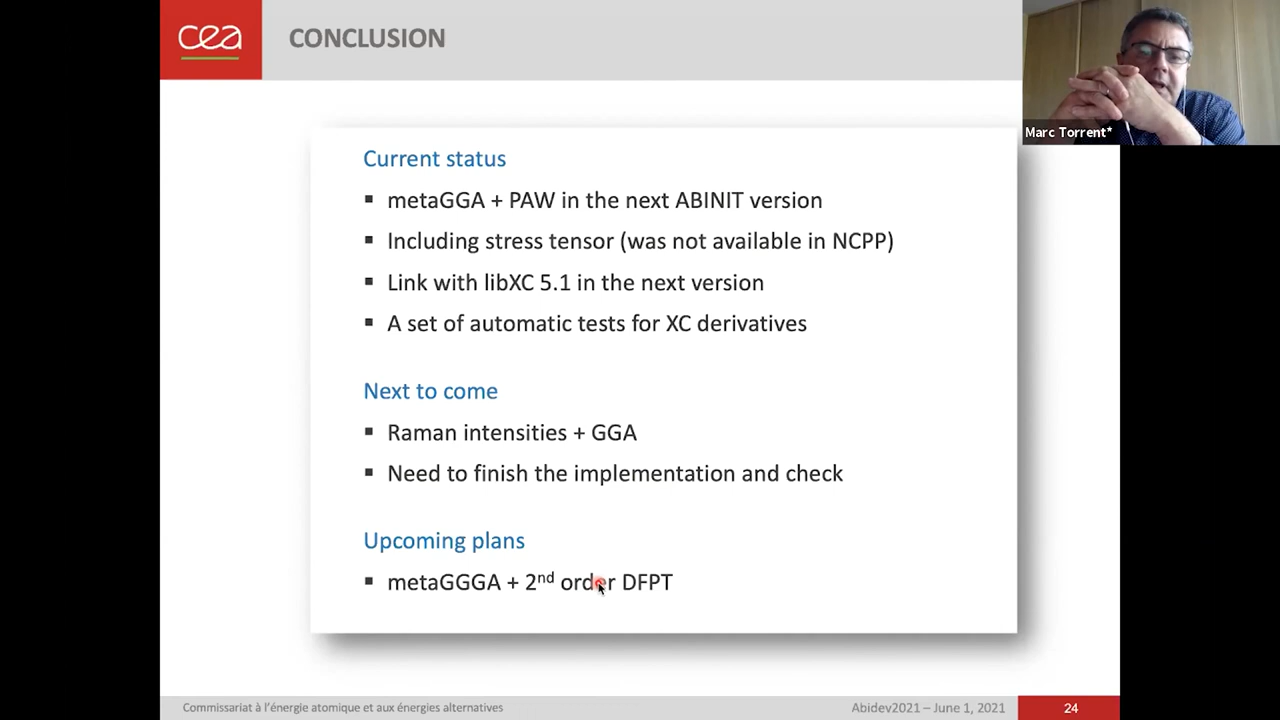 cea
CONCLUSION
Marc Torrent*
Current status
▪ metaGGA + PAW in the next ABINIT version
▪ Including stress tensor (was not available in NCPP)
▪ Link with libXC 5.1 in the next version
▪ A set of automatic tests for XC derivatives
Next to come
▪ Raman intensities + GGA
▪ Need to finish the implementation and check
Upcoming plans
▪ metaGGGA + 2nd order DFPT
Commissariat à l'énergie atomique et aux énergies alternatives
Abidev2021 – June 1, 2021
24